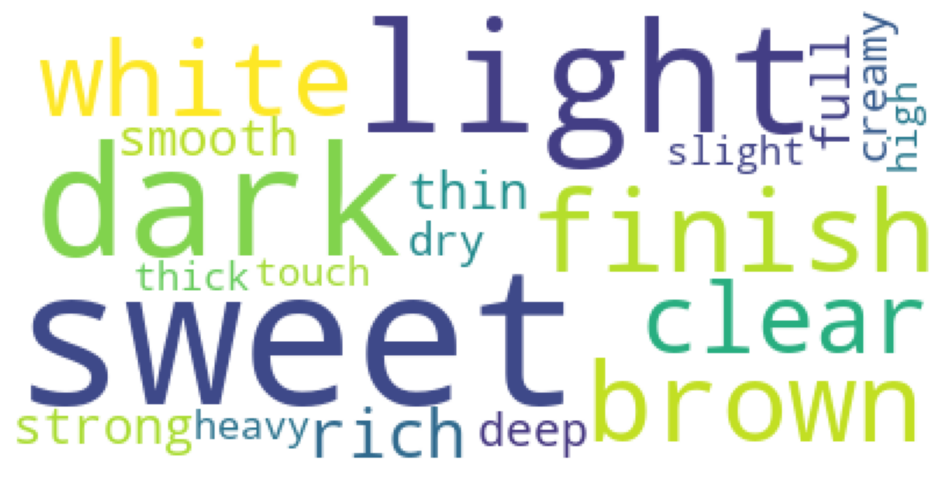 white light full creamy high
smooth slight
dark thin finish
dry
thick touch
sweet clear
brown
strong heavy rich deep